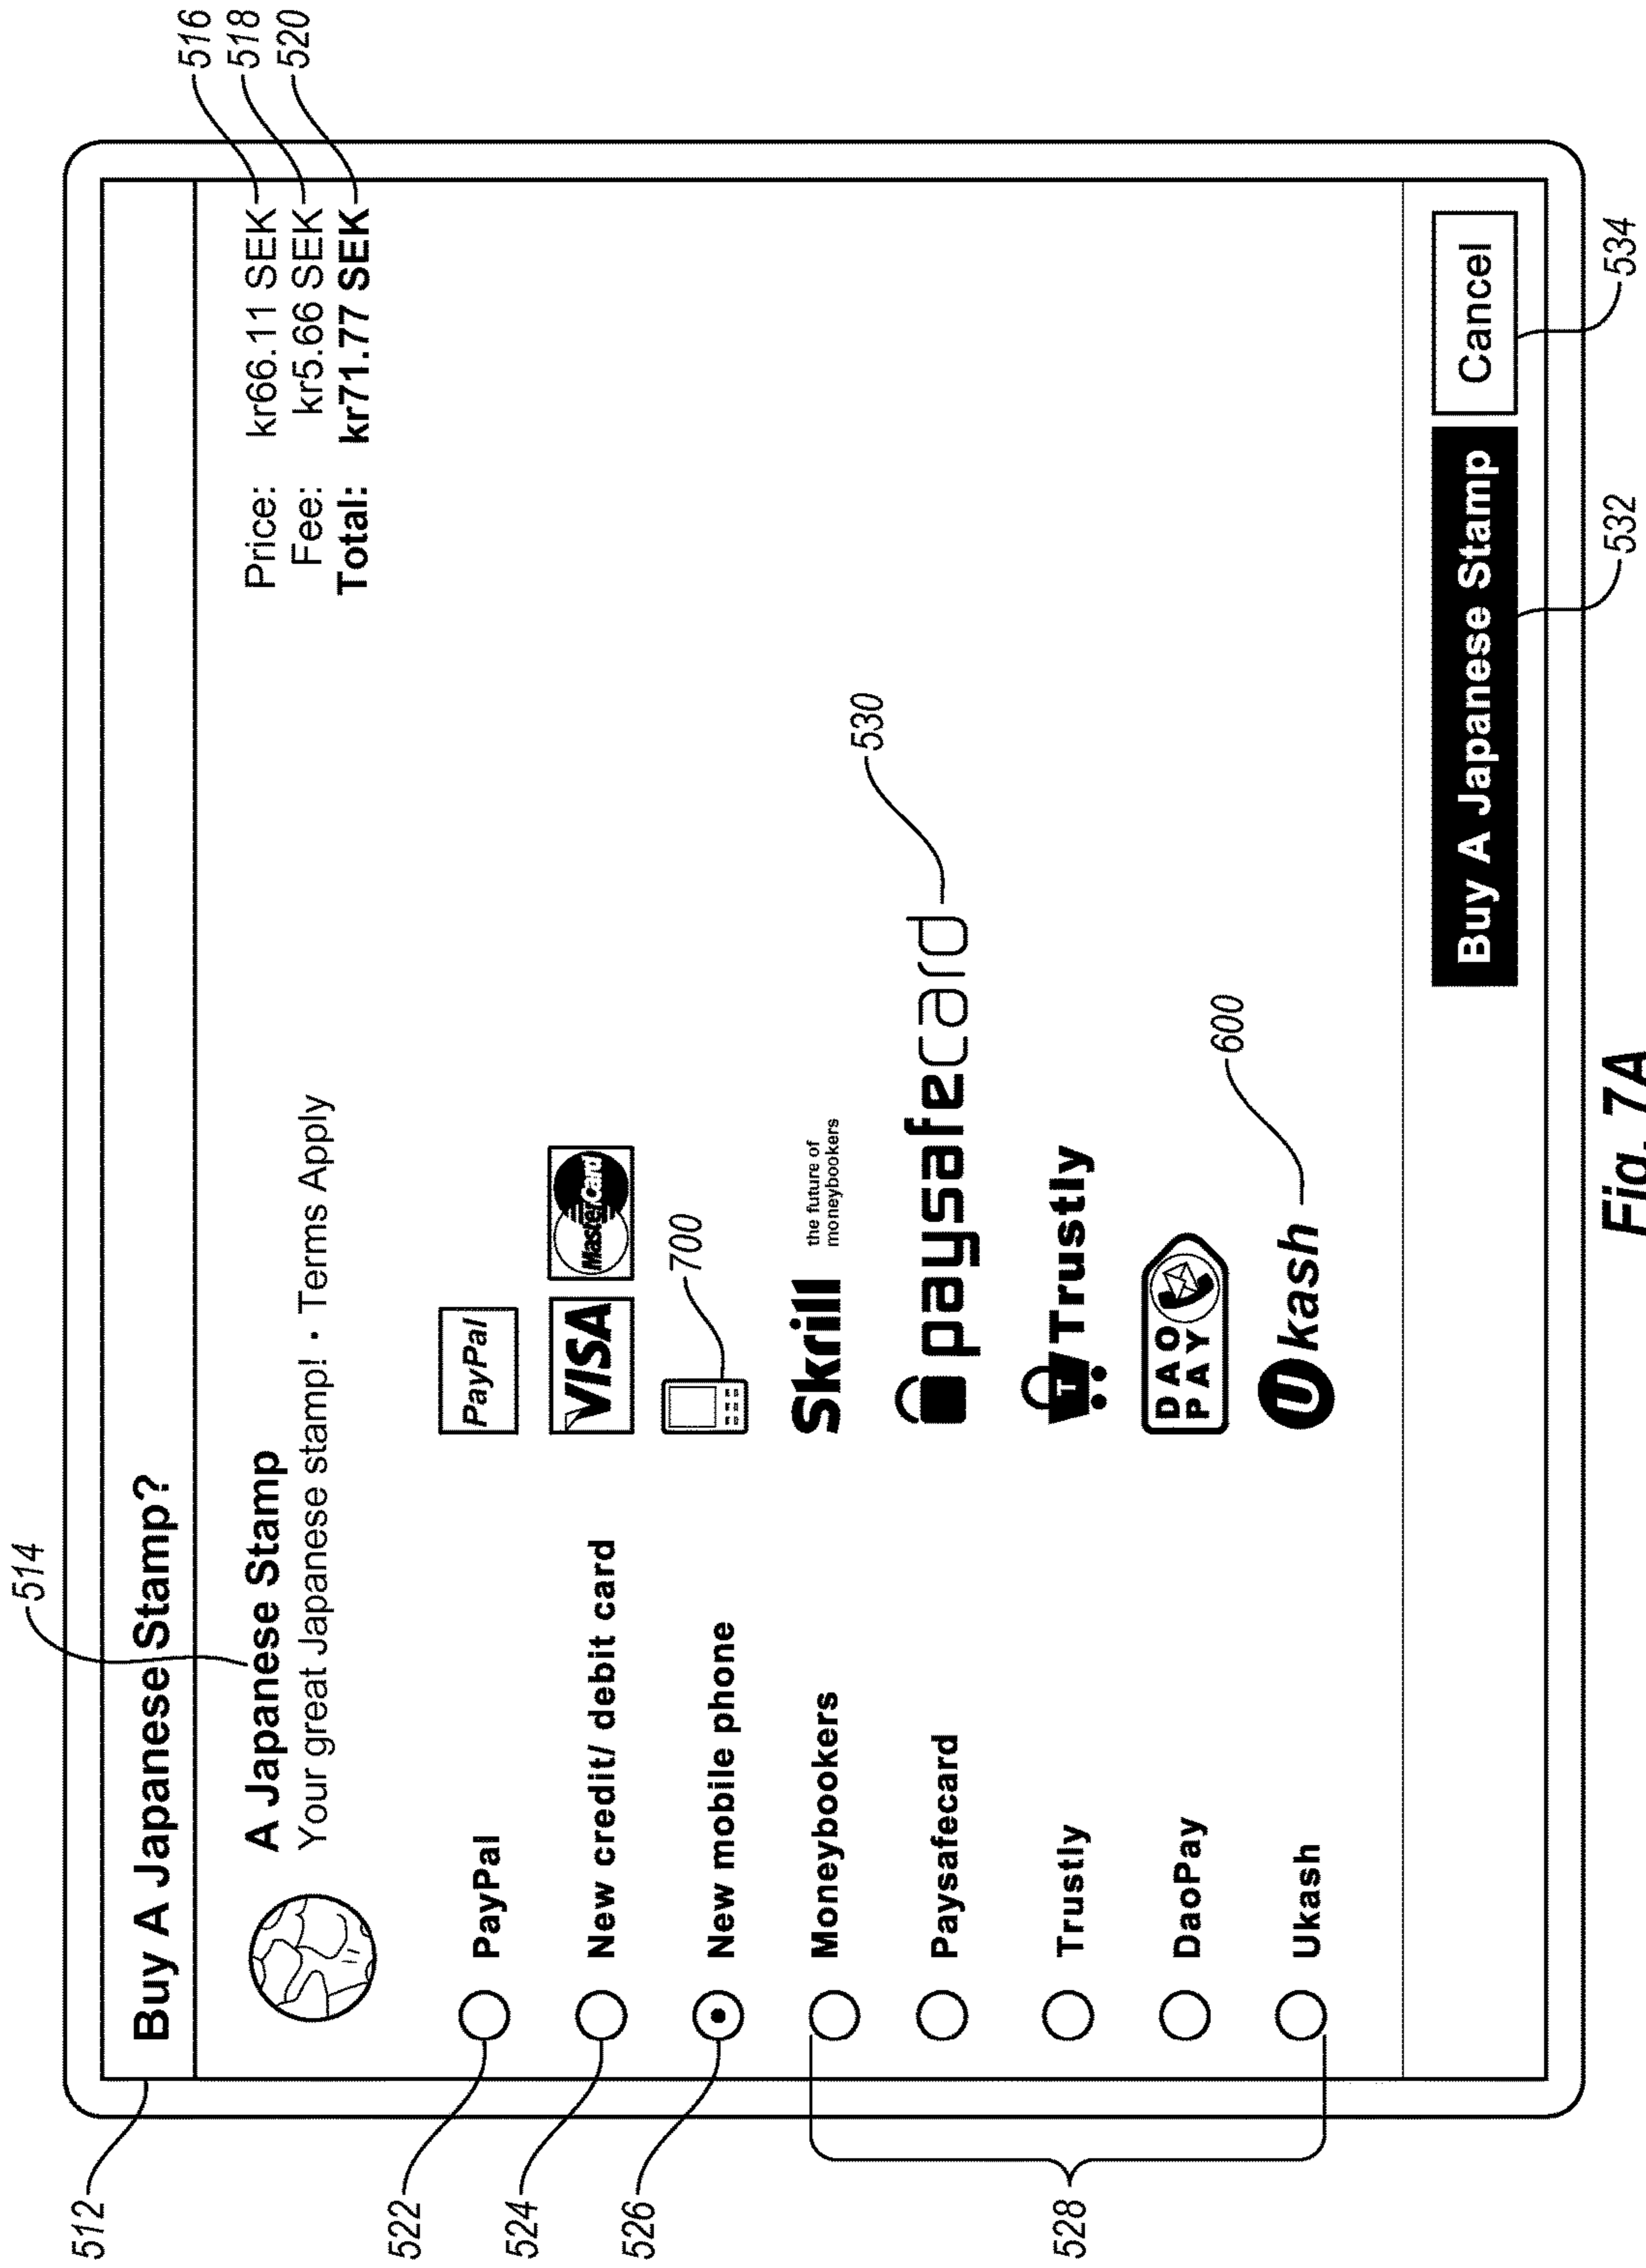 512
514
516
518
520
Buy A Japanese Stamp?
A Japanese Stamp
Your great Japanese stamp! • Terms Apply
Price: kr66.11 SEK
Fee: kr5.66 SEK
Total: kr71.77 SEK
522
PayPal
PayPal
524
New credit/ debit card
VISA
MasterCard
526
New mobile phone
700
528
Moneybookers
Skrill
the future of
moneybookers
Paysafecard
paysafecard
530
Trustly
T
Trustly
DaoPay
DAO
PAY
Ukash
Ukash
600
Buy A Japanese Stamp
Cancel
532
534
Fig. 7A